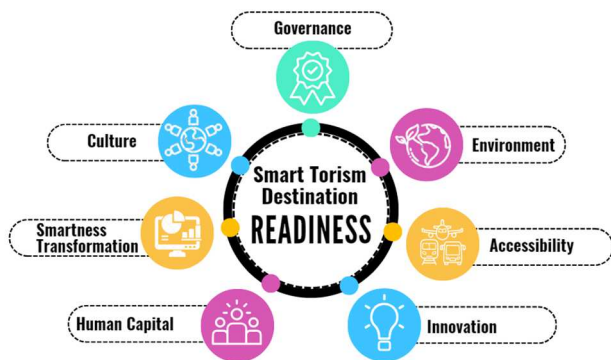 Governance
Culture
Environment
Smart Torism
Destination
READINESS
Smartness
Transformation
Accessibility
Human Capital
Innovation